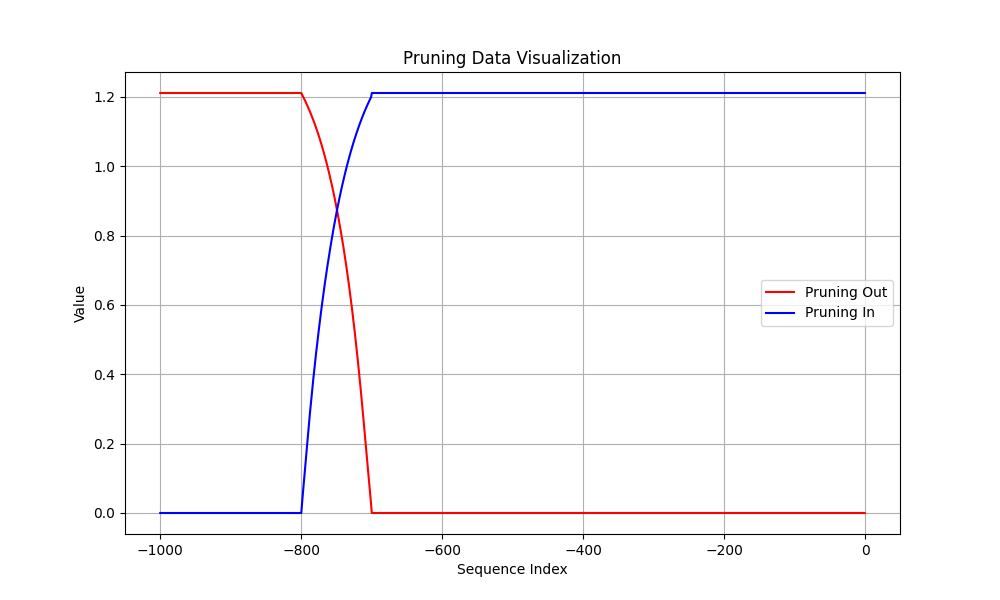 Pruning Data Visualization
Value
1.2
1.0
0.8
0.6
0.4
0.2
0.0
Pruning Out
Pruning In
−1000 −800 −600 −400 −200 0
Sequence Index